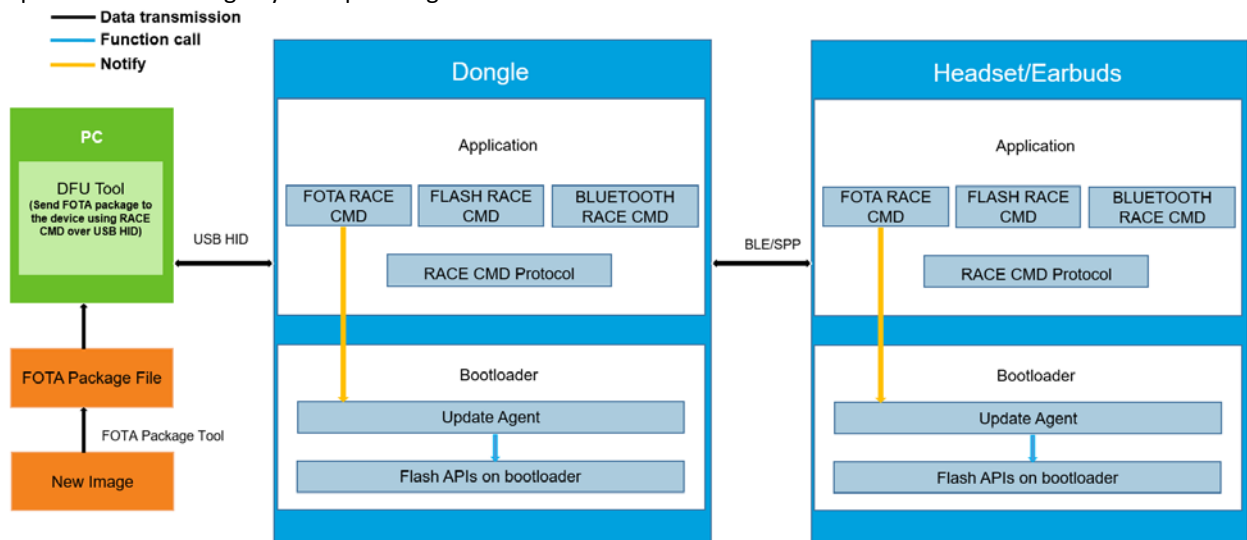 Data transmission
Function call
Notify
PC
DFU Tool
(Send FOTA package to
the device using RACE
CMD over USB HID)
FOTA Package File
FOTA Package Tool
New Image
USB HID
Dongle
Application
FOTA RACE
CMD
FLASH RACE
CMD
BLUETOOTH
RACE CMD
RACE CMD Protocol
Bootloader
Update Agent
Flash APIs on bootloader
BLE/SPP
Headset/Earbuds
Application
FOTA RACE
CMD
FLASH RACE
CMD
BLUETOOTH
RACE CMD
RACE CMD Protocol
Bootloader
Update Agent
Flash APIs on bootloader